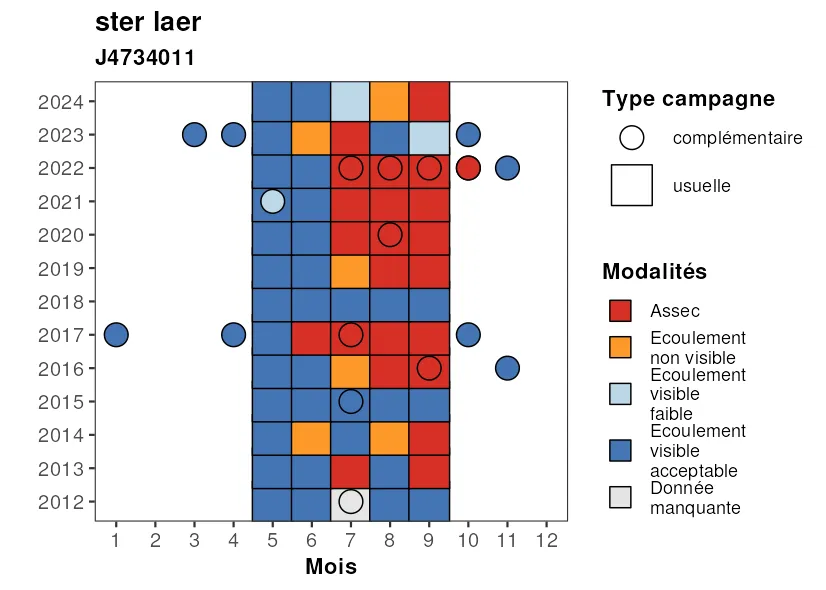 ster laer
J4734011
2024
2023
2022
2021
2020
2019
2018
2017
2016
2015
2014
2013
2012
1 2 3 4 5 6 7 8 9 10 11 12
Mois
Type campagne
complémentaire
usuelle
Modalités
Assec
Ecoulement
non visible
Ecoulement
visible
faible
Ecoulement
visible
acceptable
Donnée
manquante